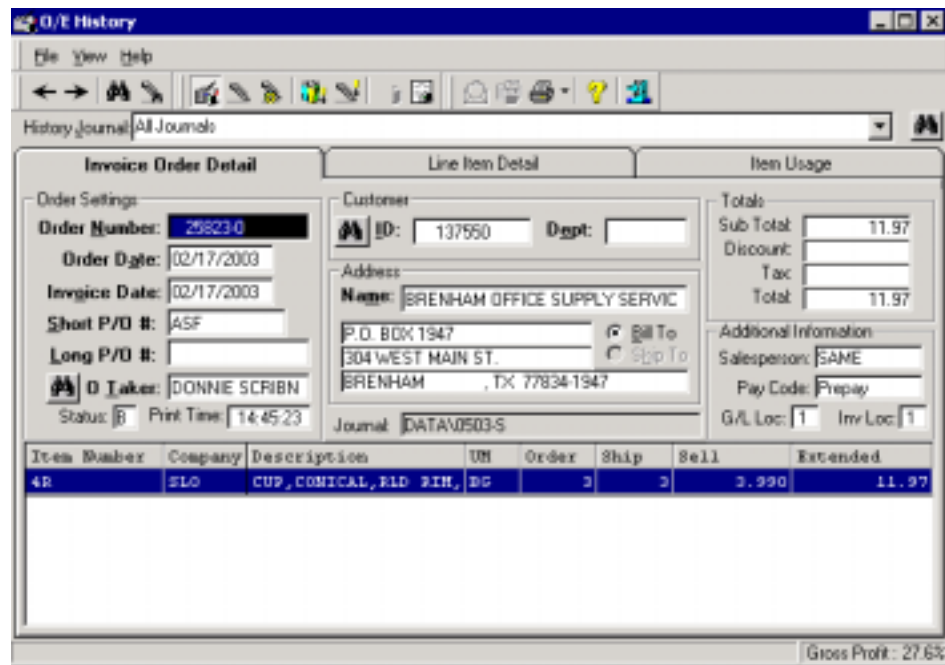 O/E History
File View Help
History Journal: All Journals
Invoice Order Detail Line Item Detail Item Usage
Order Settings
Order Number: 25823-0
Order Date: 02/17/2003
Invoice Date: 02/17/2003
Short P/O #: ASF
Long P/O #:
O Taker: DONNIE SCRIBN
Status: B Print Time: 14:45:23
Customer
ID: 137550 Dept:
Address
Name: BRENHAM OFFICE SUPPLY SERVIC
P.O. BOX 1947
304 WEST MAIN ST.
BRENHAM , TX 77834-1947
Bill To
Ship To
Journal: DATA\0503-S
Totals
Sub Total: 11.97
Discount:
Tax:
Total: 11.97
Additional Information
Salesperson: SAME
Pay Code: Prepay
G/L Loc: 1 Inv Loc: 1
Item Number Company Description UM Order Ship Sell Extended
4R SLO CUP,CONICAL,RLD RIM, BG 3 3 3.990 11.97
Gross Profit : 27.6%